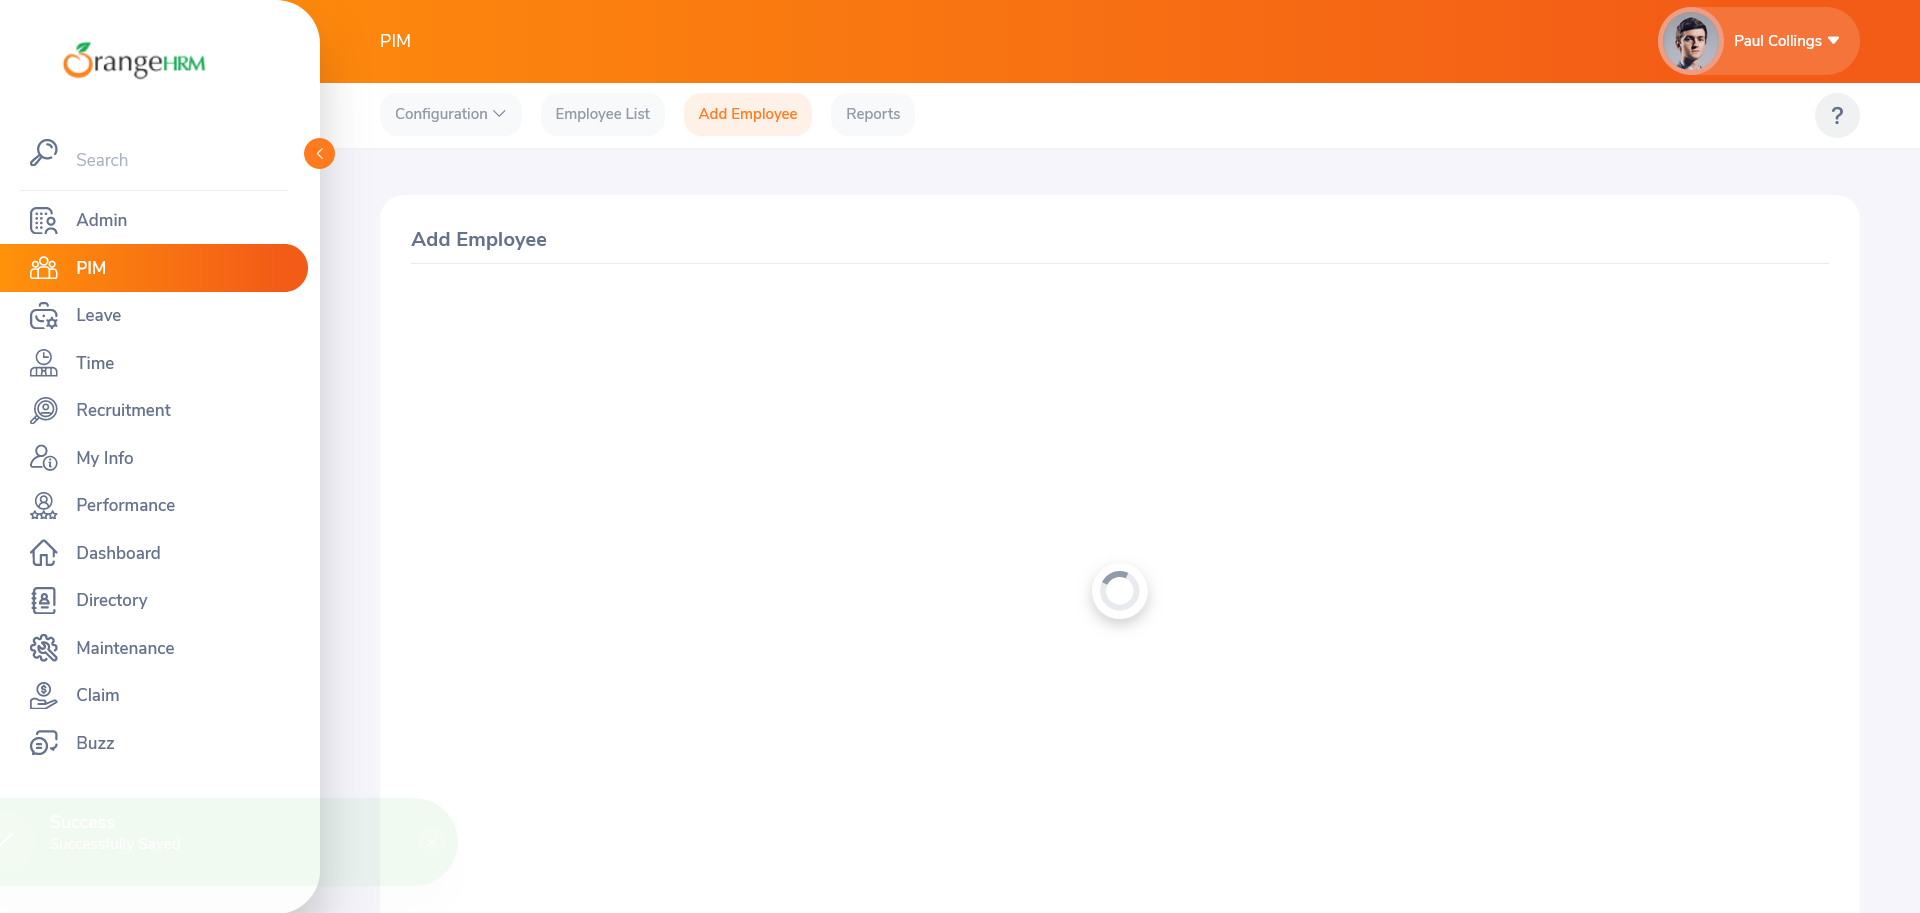 OrangeHRM
PIM
Paul Collings
Configuration
Employee List
Add Employee
Reports
?
Search
Admin
PIM
Leave
Time
Recruitment
My Info
Performance
Dashboard
Directory
Maintenance
Claim
Buzz
Add Employee
Success
Successfully Saved